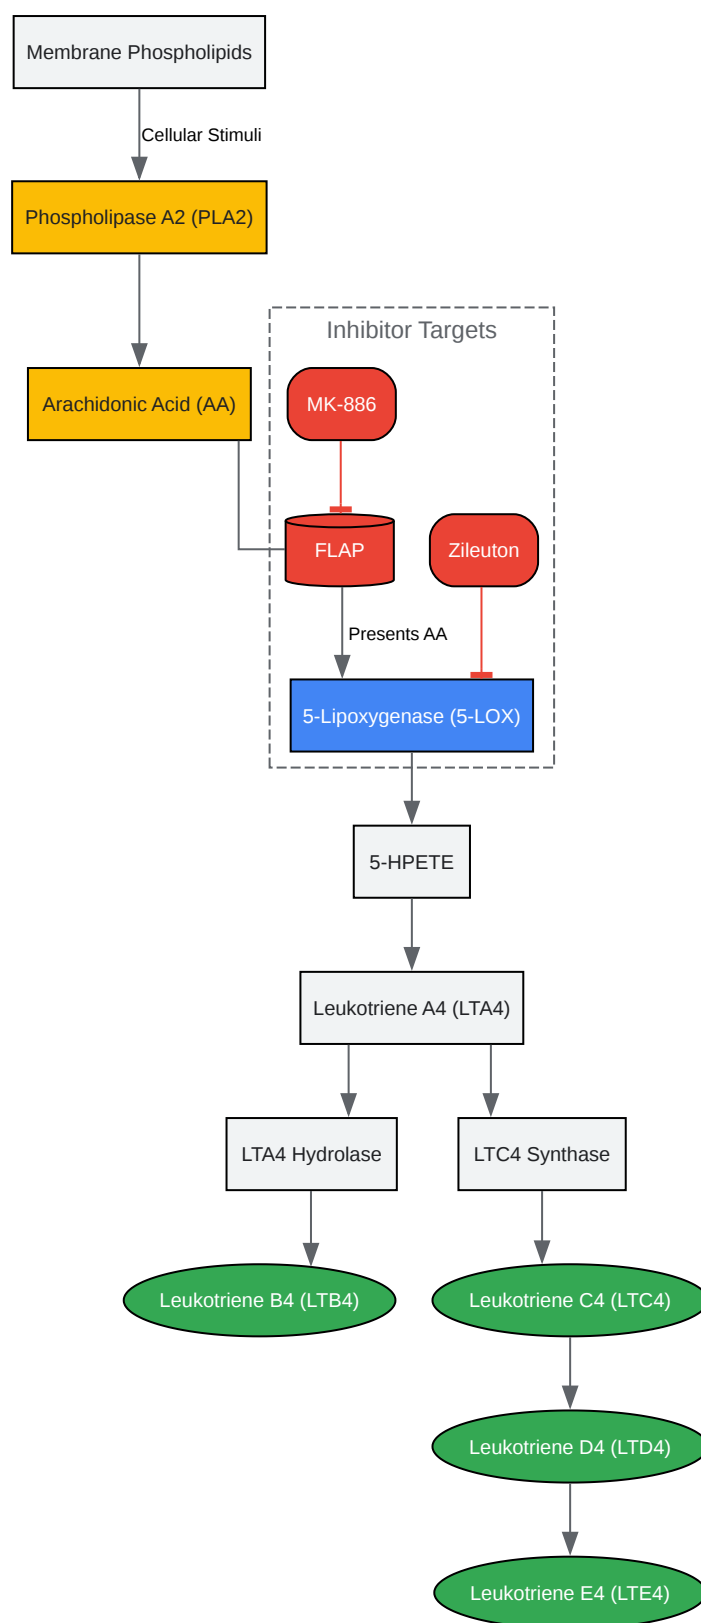 Membrane Phospholipids
Cellular Stimuli
Phospholipase A2 (PLA2)
Inhibitor Targets
Arachidonic Acid (AA)
MK-886
FLAP
Zileuton
Presents AA
5-Lipoxygenase (5-LOX)
5-HPETE
Leukotriene A4 (LTA4)
LTA4 Hydrolase
LTC4 Synthase
Leukotriene B4 (LTB4)
Leukotriene C4 (LTC4)
Leukotriene D4 (LTD4)
Leukotriene E4 (LTE4)